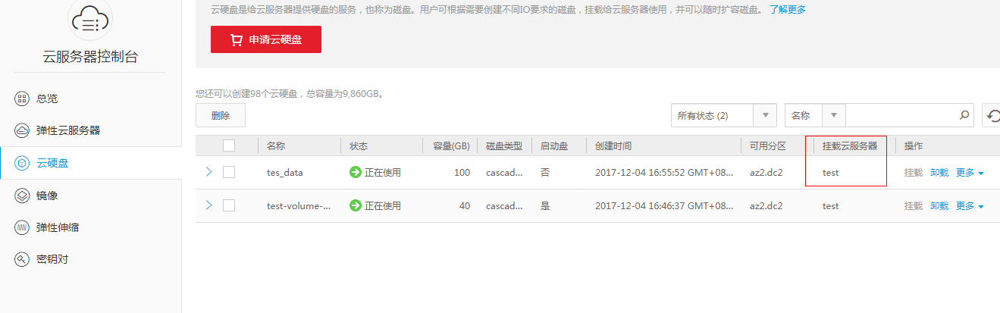 云硬盘是给云服务器提供硬盘的服务，也称为磁盘。用户可根据需要创建不同IO要求的磁盘，挂载给云服务器使用，并可以随时扩容磁盘。 了解更多
申请云硬盘
云服务器控制台
总览
弹性云服务器
云硬盘
镜像
弹性伸缩
密钥对
您还可以创建98个云硬盘，总容量为9,860GB。
删除 所有状态 (2) 名称
名称 状态 容量(GB) 磁盘类型 启动盘 创建时间 可用分区 挂载云服务器 操作
tes_data 正在使用 100 cascad... 否 2017-12-04 16:55:52 GMT+08... az2.dc2 test 挂载 卸载 更多
test-volume-... 正在使用 40 cascad... 是 2017-12-04 16:46:37 GMT+08... az2.dc2 test 挂载 卸载 更多